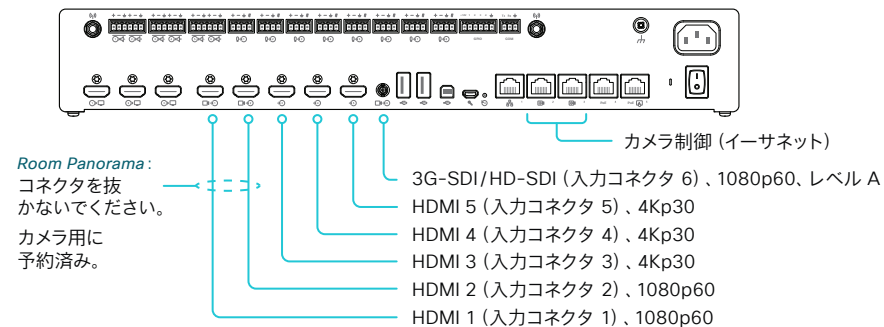 カメラ制御 (イーサネット)
Room Panorama:
コネクタを抜
かないでください。
カメラ用に
予約済み。
3G-SDI/HD-SDI (入力コネクタ 6) 、1080p60、レベル A
HDMI 5 (入力コネクタ 5) 、4Kp30
HDMI 4 (入力コネクタ 4) 、4Kp30
HDMI 3 (入力コネクタ 3) 、4Kp30
HDMI 2 (入力コネクタ 2) 、1080p60
HDMI 1 (入力コネクタ 1) 、1080p60